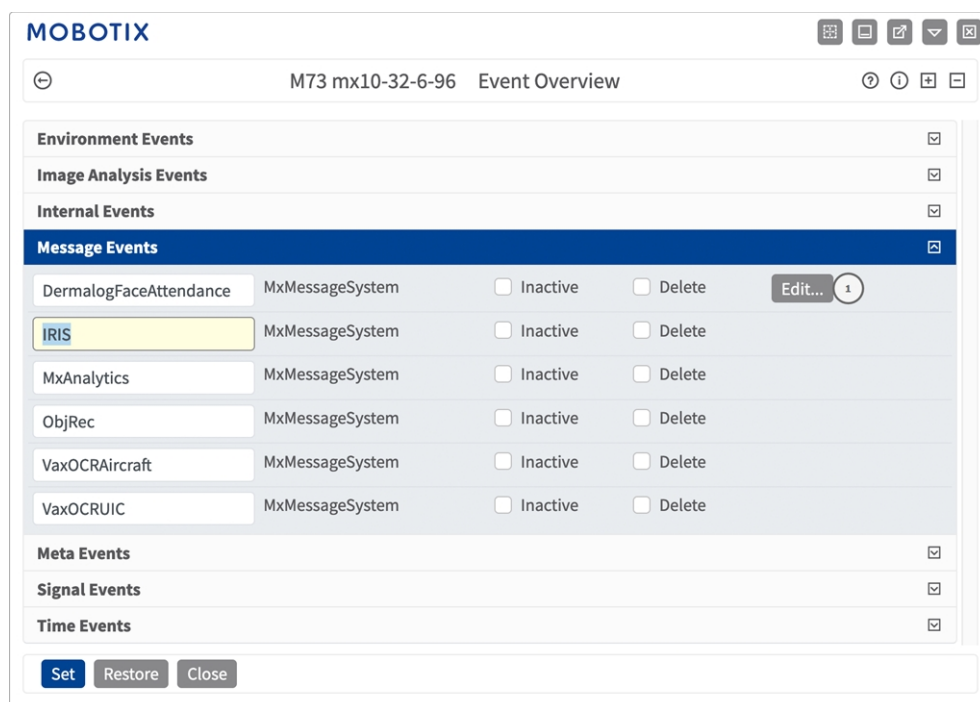 MOBOTIX
M73 mx10-32-6-96 Event Overview
Environment Events
Image Analysis Events
Internal Events
Message Events
DermalogFaceAttendance MxMessageSystem Inactive Delete Edit... 1
IRIS MxMessageSystem Inactive Delete
MxAnalytics MxMessageSystem Inactive Delete
ObjRec MxMessageSystem Inactive Delete
VaxOCRAircraft MxMessageSystem Inactive Delete
VaxOCRUIC MxMessageSystem Inactive Delete
Meta Events
Signal Events
Time Events
Set Restore Close